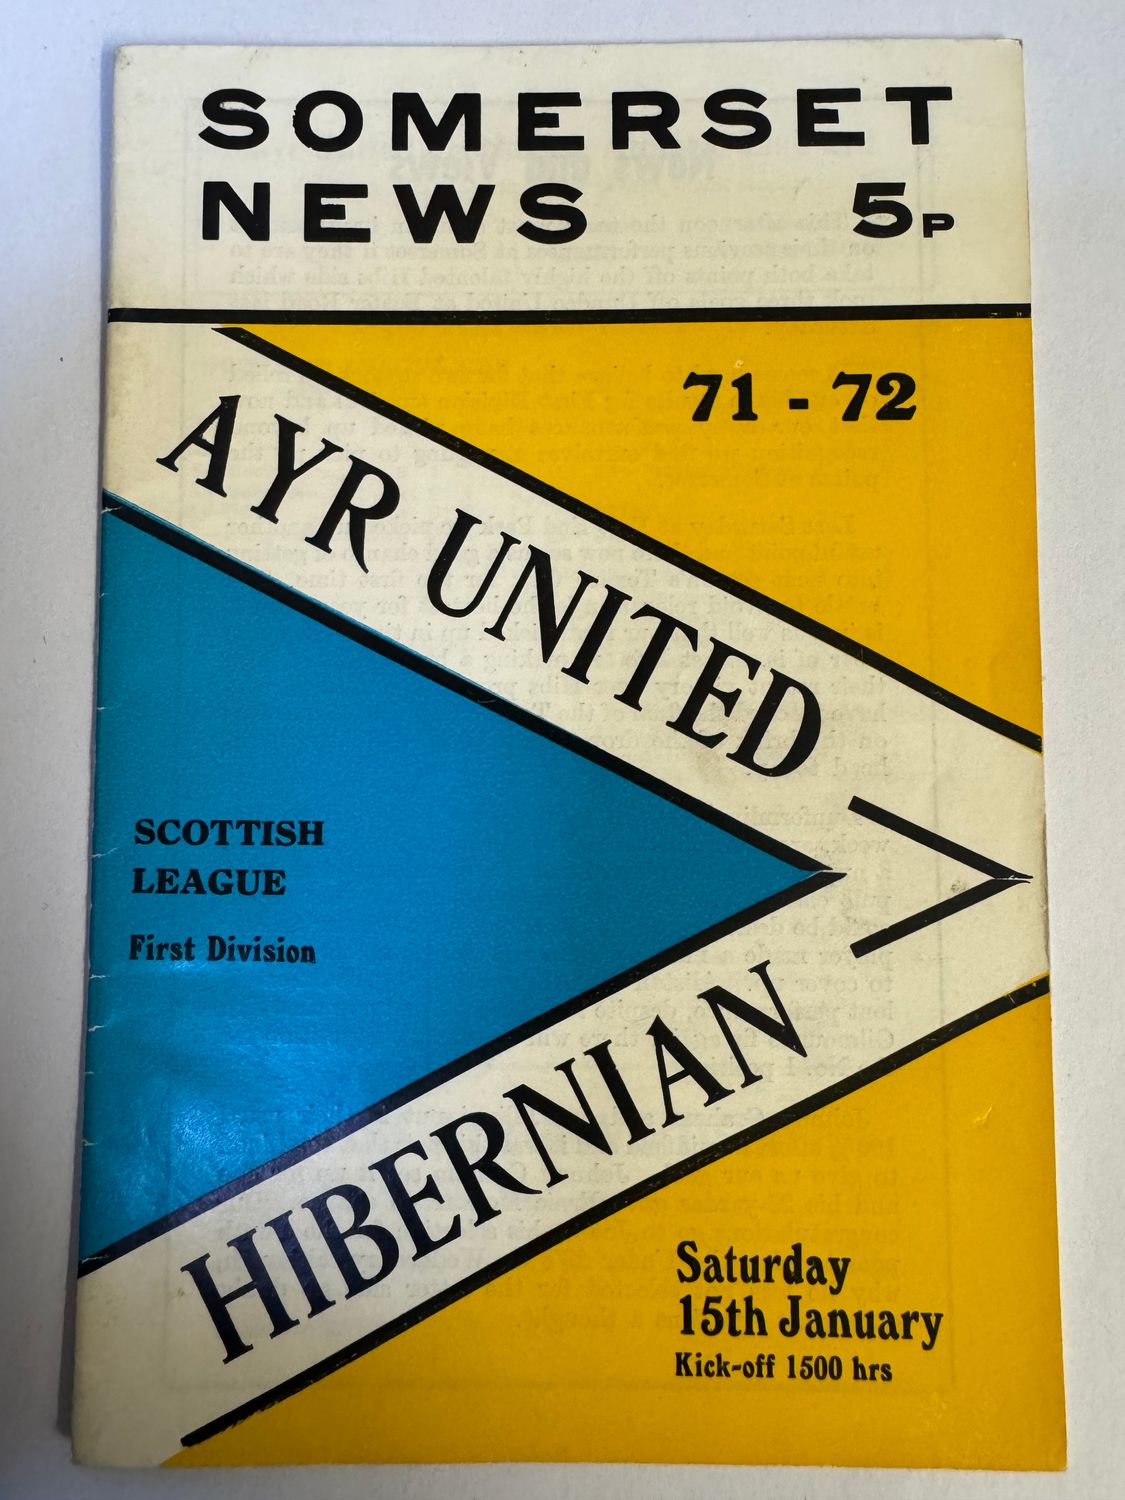 SOMERSET
NEWS 5P
71 - 72
AYR UNITED
SCOTTISH
LEAGUE
First Division
HIBERNIAN
Saturday
15th January
Kick-off 1500 hrs